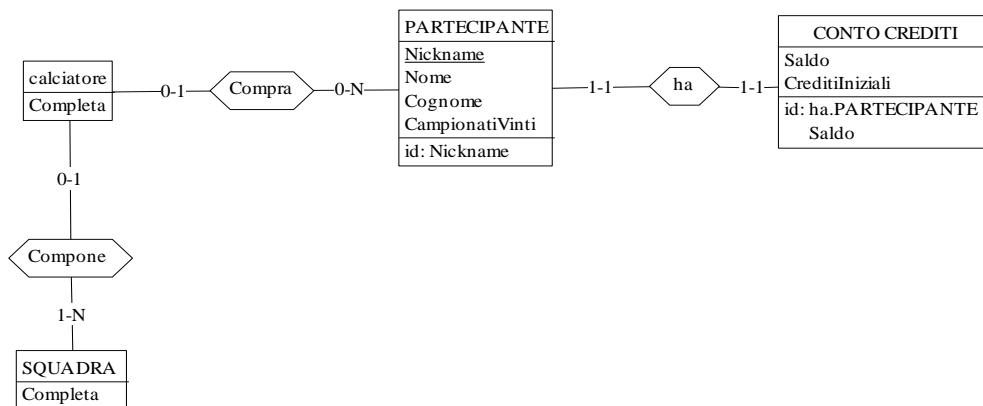 PARTECIPANTE
Nickname
Nome
Cognome
CampionatiVinti
id: Nickname
CONTO CREDITI
Saldo
CreditiIniziali
id: ha.PARTECIPANTE
Saldo
calciatore
Completa
0-1
Compra
0-N
1-1
ha
1-1
0-1
Compone
1-N
SQUADRA
Completa